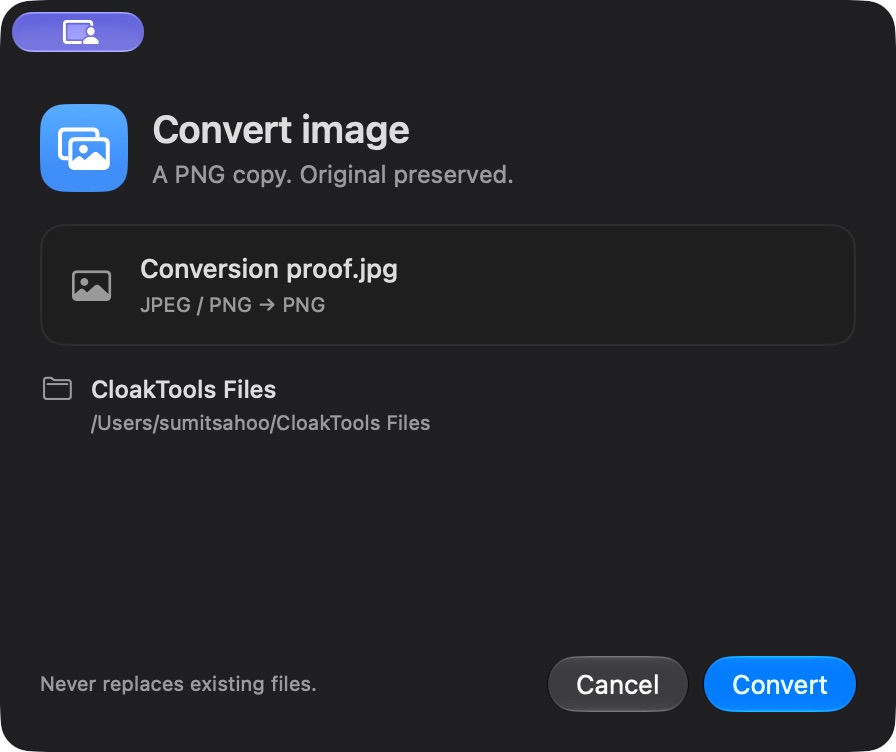 Convert image
A PNG copy. Original preserved.
Conversion proof.jpg
JPEG / PNG → PNG
CloakTools Files
/Users/sumitsahoo/CloakTools Files
Never replaces existing files.
Cancel
Convert